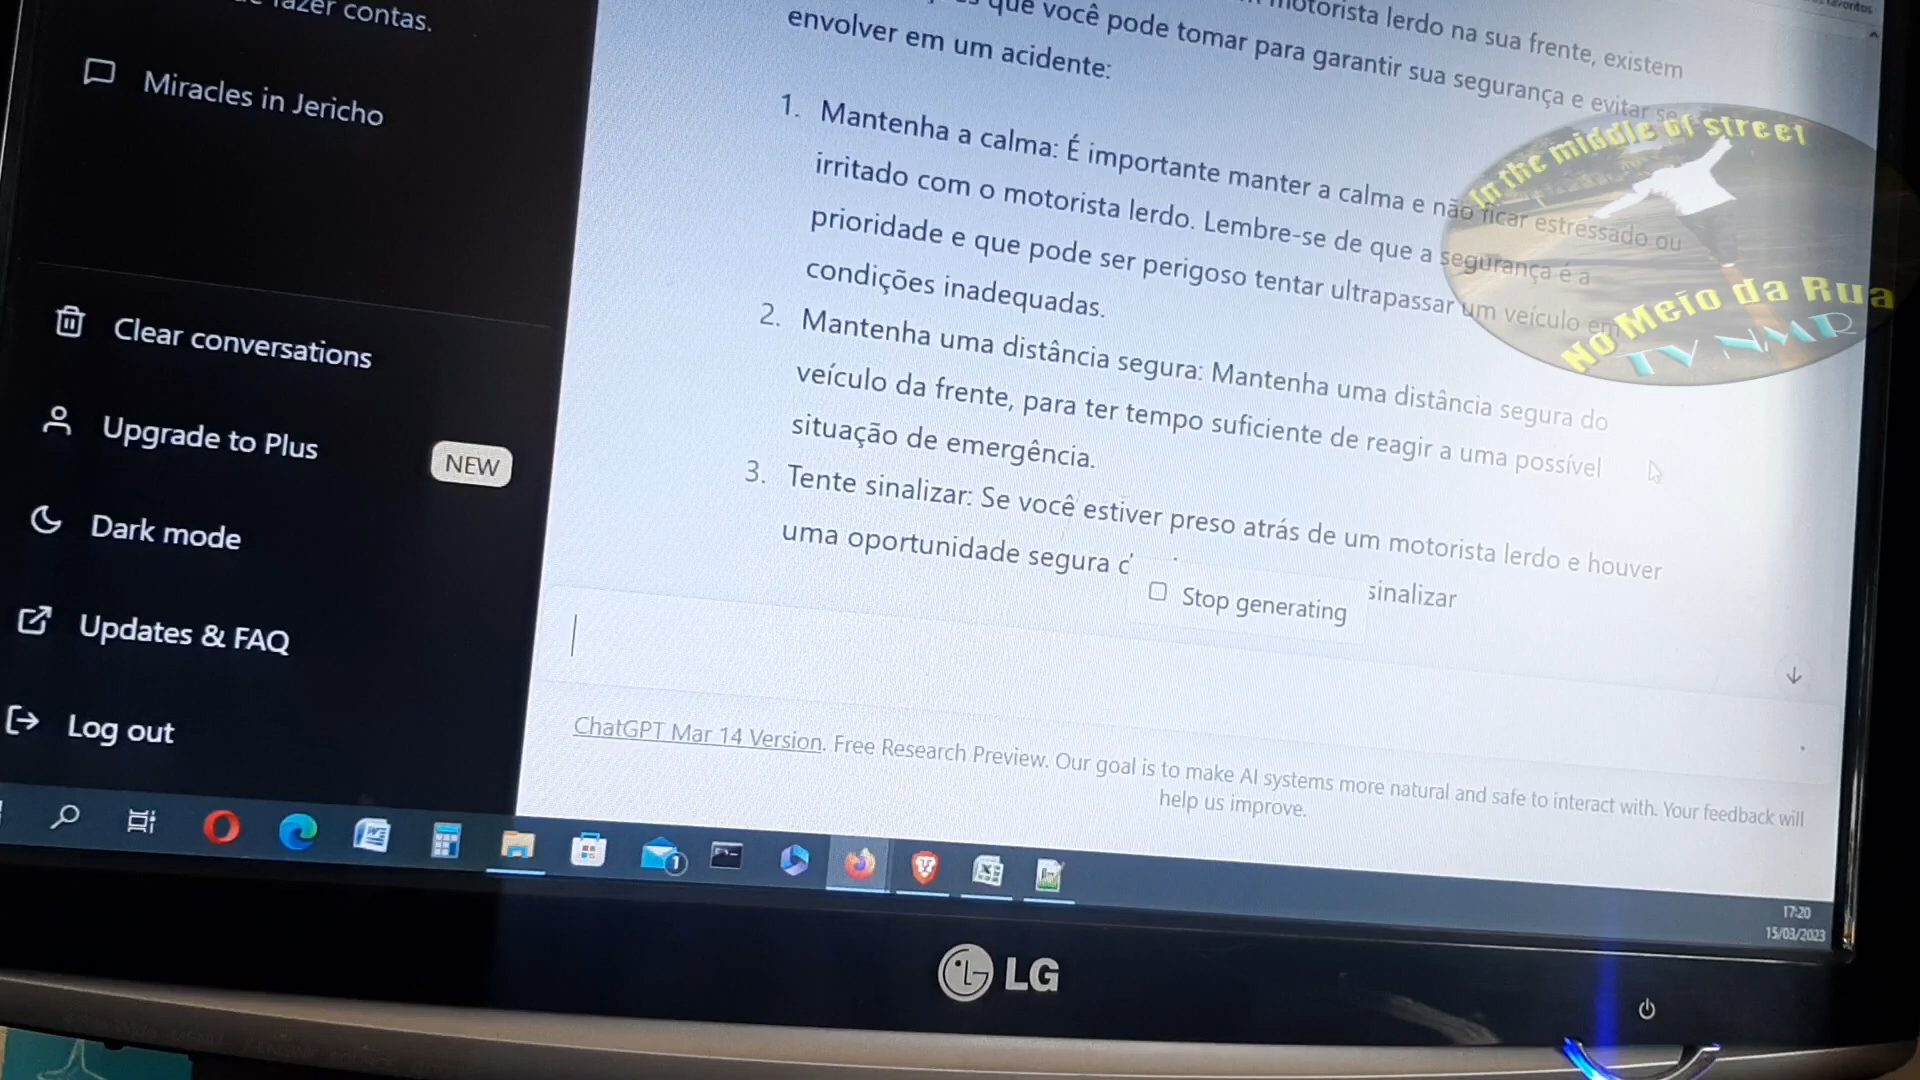 fazer contas.
Miracles in Jericho
Clear conversations
Upgrade to Plus
NEW
Dark mode
Updates & FAQ
Log out
motorista lerdo na sua frente, existem
que você pode tomar para garantir sua segurança e evitar se
envolver em um acidente:
1. Mantenha a calma: É importante manter a calma e não ficar estressado ou
irritado com o motorista lerdo. Lembre-se de que a segurança é a
prioridade e que pode ser perigoso tentar ultrapassar um veículo em
condições inadequadas.
2. Mantenha uma distância segura: Mantenha uma distância segura do
veículo da frente, para ter tempo suficiente de reagir a uma possível
situação de emergência.
3. Tente sinalizar: Se você estiver preso atrás de um motorista lerdo e houver
uma oportunidade segura sinalizar
Stop generating
ChatGPT Mar 14 Version. Free Research Preview. Our goal is to make AI systems more natural and safe to interact with. Your feedback will
help us improve.
In the middle of street
No Meio da Rua
TV NMR
1
17:20
15/03/2023
LG